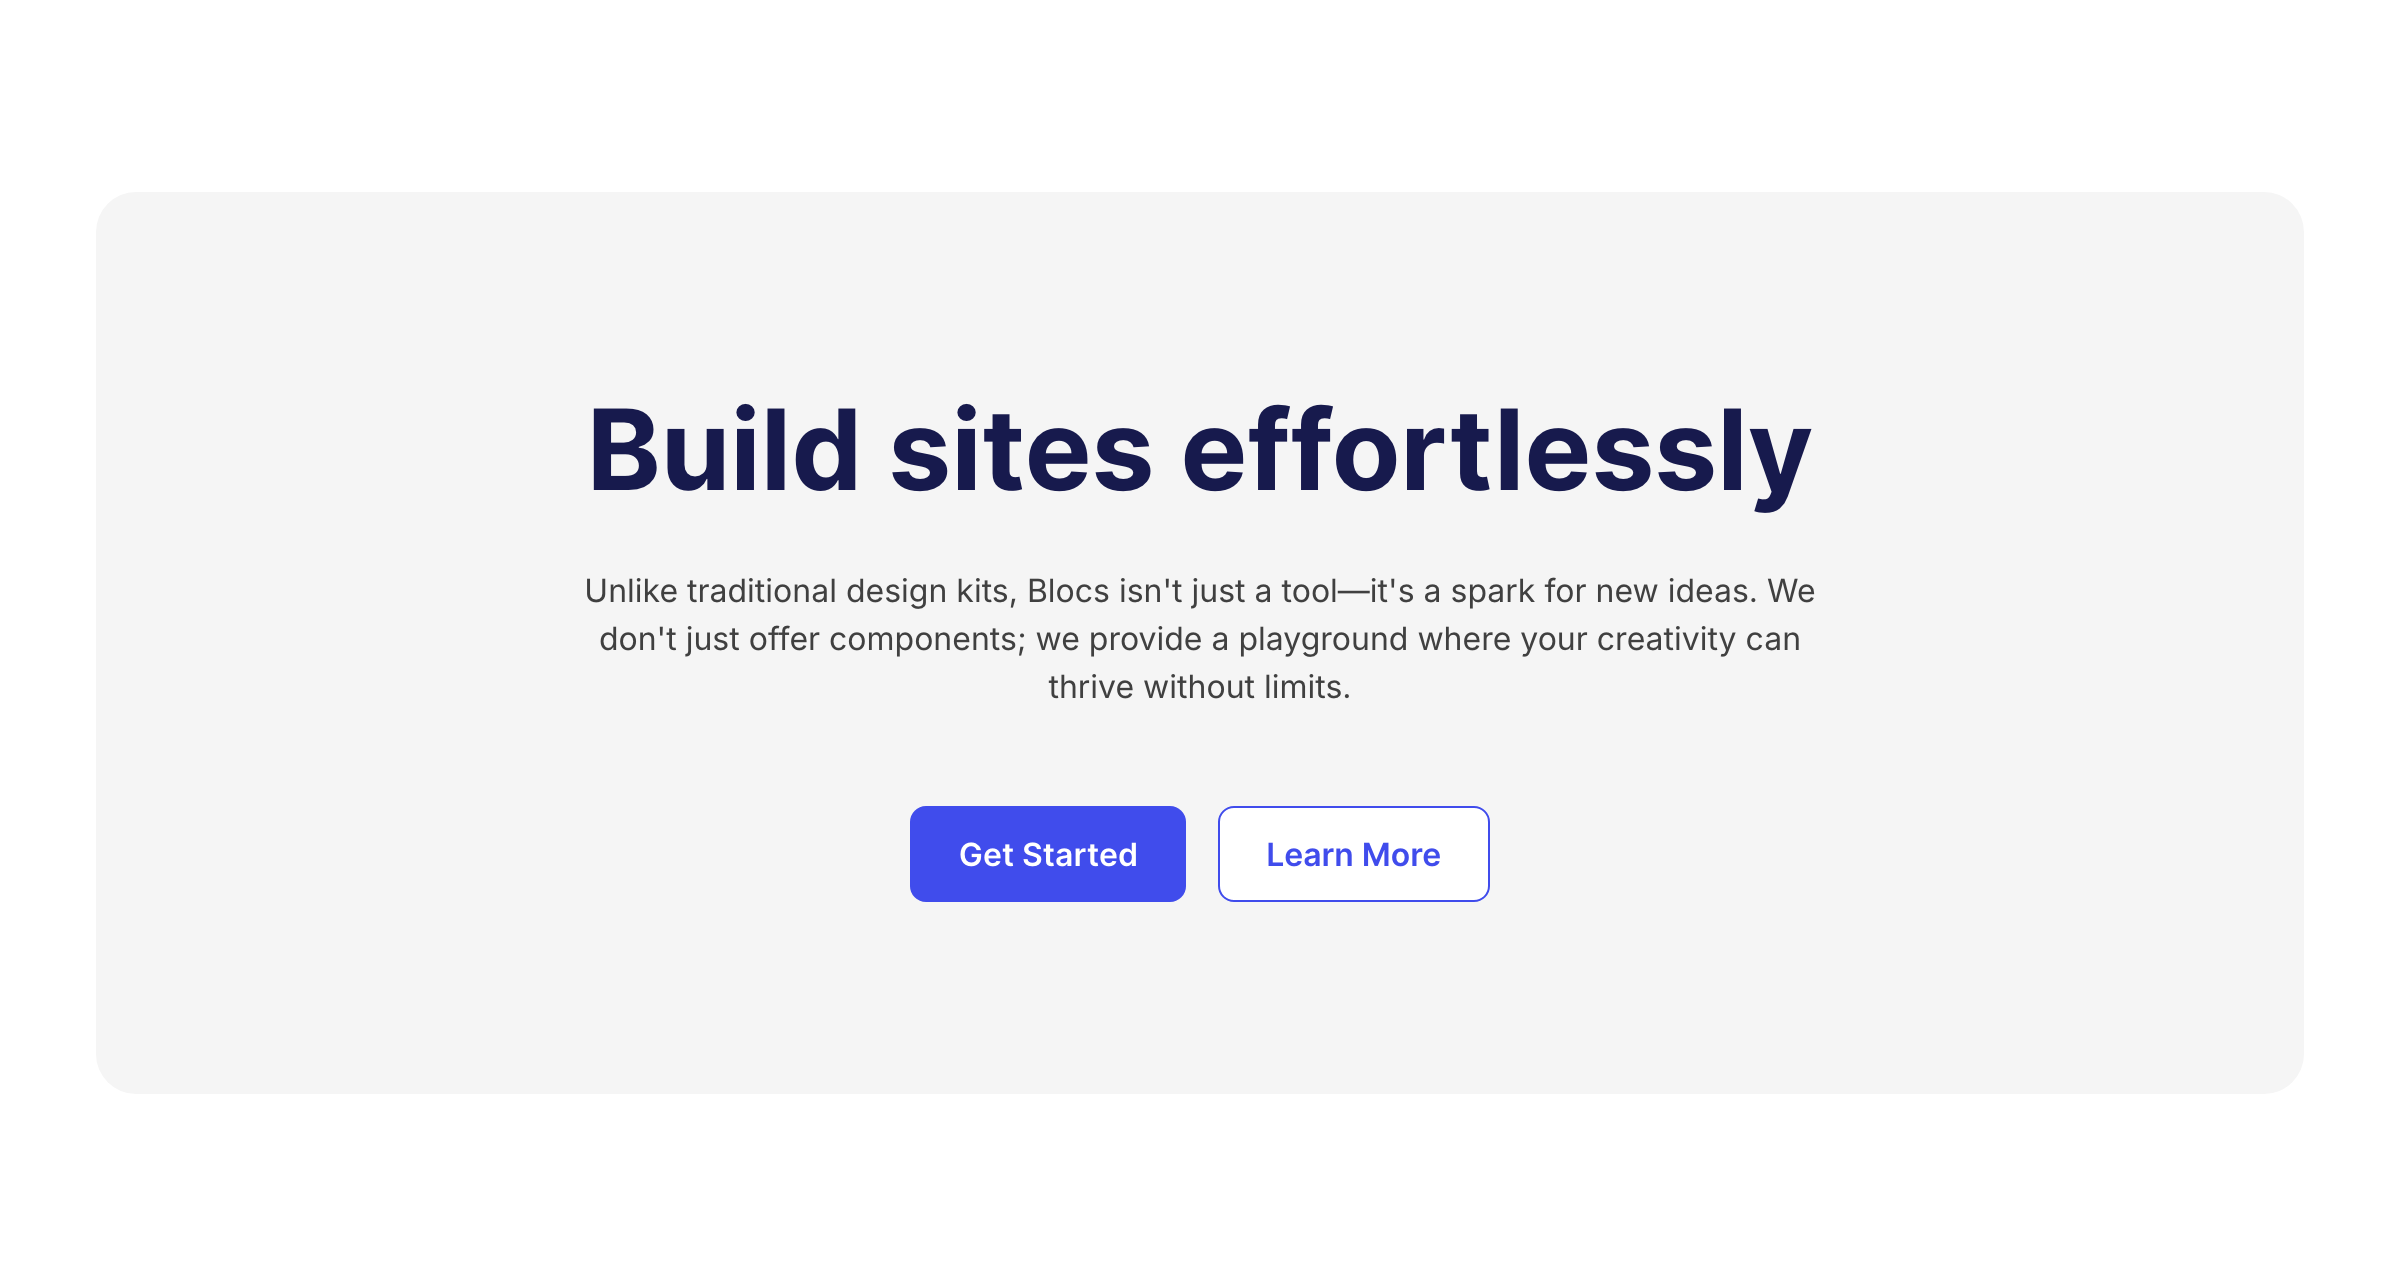 Build sites effortlessly
Unlike traditional design kits, Blocs isn't just a tool—it's a spark for new ideas. We
don't just offer components; we provide a playground where your creativity can
thrive without limits.
Get Started
Learn More